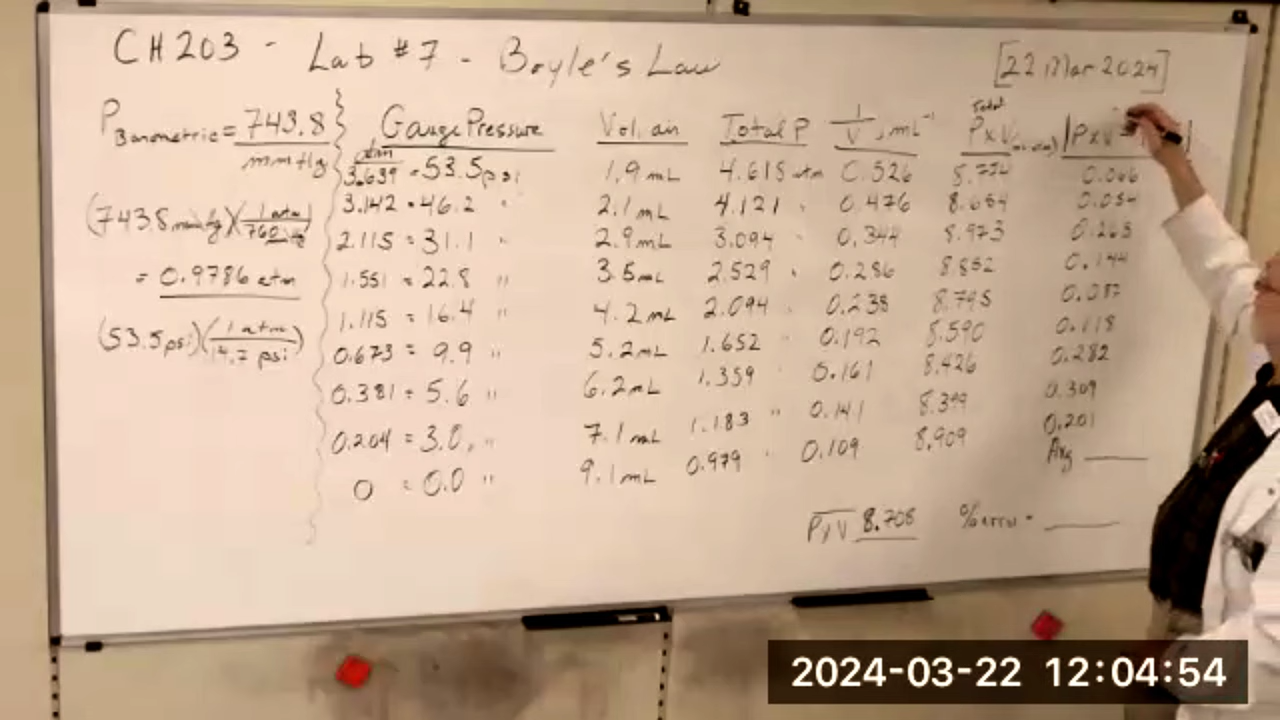 CH203 - Lab #7 - Boyle's Law [22 Mar 2024]
P Barometric = 743.8 mmHg
(743.8 mmHg)(1 atm / 760
= 0.9786 atm
(53.5 psi)(1 atm / 14.7 psi)
Gauge Pressure Vol. air Total P 1/V, mL⁻¹ Total PxV |PxV
atm
3.639 = 53.5 psi 1.9 mL 4.618 atm 0.526 8.774 0.066
3.142 = 46.2 " 2.1 mL 4.121 " 0.476 8.654 0.054
2.115 = 31.1 " 2.9 mL 3.094 " 0.344 8.973 0.265
1.551 = 22.8 " 3.5 mL 2.529 " 0.286 8.852 0.144
1.115 = 16.4 " 4.2 mL 2.094 " 0.238 8.795 0.087
0.673 = 9.9 " 5.2 mL 1.652 " 0.192 8.590 0.118
0.381 = 5.6 " 6.2 mL 1.359 " 0.161 8.426 0.282
0.204 = 3.0, " 7.1 mL 1.183 " 0.141 8.399 0.309
0 = 0.0 " 9.1 mL 0.979 " 0.109 8.909 0.201
Avg ____
PxV 8.708 % error = ____
2024-03-22 12:04:54